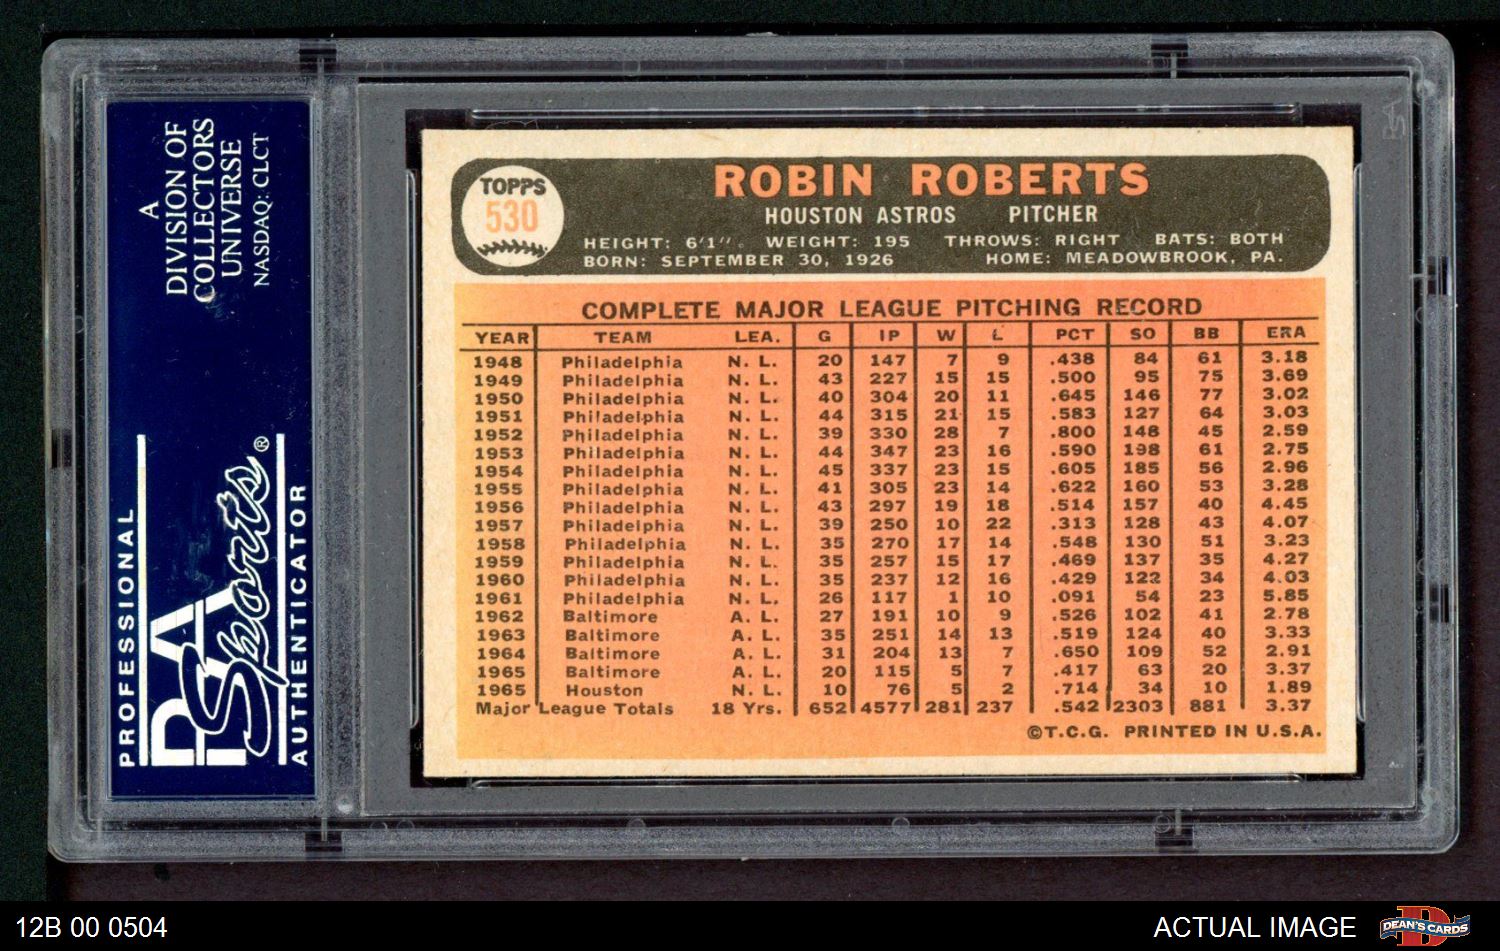 A
DIVISION OF
COLLECTORS
UNIVERSE
NASDAQ: CLCT
PROFESSIONAL
PSA
Sports®
AUTHENTICATOR
TOPPS
530
ROBIN ROBERTS
HOUSTON ASTROS PITCHER
HEIGHT: 6'1". WEIGHT: 195 THROWS: RIGHT BATS: BOTH
BORN: SEPTEMBER 30, 1926 HOME: MEADOWBROOK, PA.
COMPLETE MAJOR LEAGUE PITCHING RECORD
YEAR TEAM LEA. G IP W L PCT SO BB ERA
1948 Philadelphia N. L. 20 147 7 9 .438 84 61 3.18
1949 Philadelphia N. L. 43 227 15 15 .500 95 75 3.69
1950 Philadelphia N. L. 40 304 20 11 .645 146 77 3.02
1951 Philadelphia N. L. 44 315 21 15 .583 127 64 3.03
1952 Philadelphia N. L. 39 330 28 7 .800 148 45 2.59
1953 Philadelphia N. L. 44 347 23 16 .590 198 61 2.75
1954 Philadelphia N. L. 45 337 23 15 .605 185 56 2.96
1955 Philadelphia N. L. 41 305 23 14 .622 160 53 3.28
1956 Philadelphia N. L. 43 297 19 18 .514 157 40 4.45
1957 Philadelphia N. L. 39 250 10 22 .313 128 43 4.07
1958 Philadelphia N. L. 35 270 17 14 .548 130 51 3.23
1959 Philadelphia N. L. 35 257 15 17 .469 137 35 4.27
1960 Philadelphia N. L. 35 237 12 16 .429 122 34 4.03
1961 Philadelphia N. L. 26 117 1 10 .091 54 23 5.85
1962 Baltimore A. L. 27 191 10 9 .526 102 41 2.78
1963 Baltimore A. L. 35 251 14 13 .519 124 40 3.33
1964 Baltimore A. L. 31 204 13 7 .650 109 52 2.91
1965 Baltimore A. L. 20 115 5 7 .417 63 20 3.37
1965 Houston N. L. 10 76 5 2 .714 34 10 1.89
Major League Totals 18 Yrs. 652 4577 281 237 .542 2303 881 3.37
©T.C.G. PRINTED IN U.S.A.
12B 00 0504
ACTUAL IMAGE
D
DEAN'S CARDS